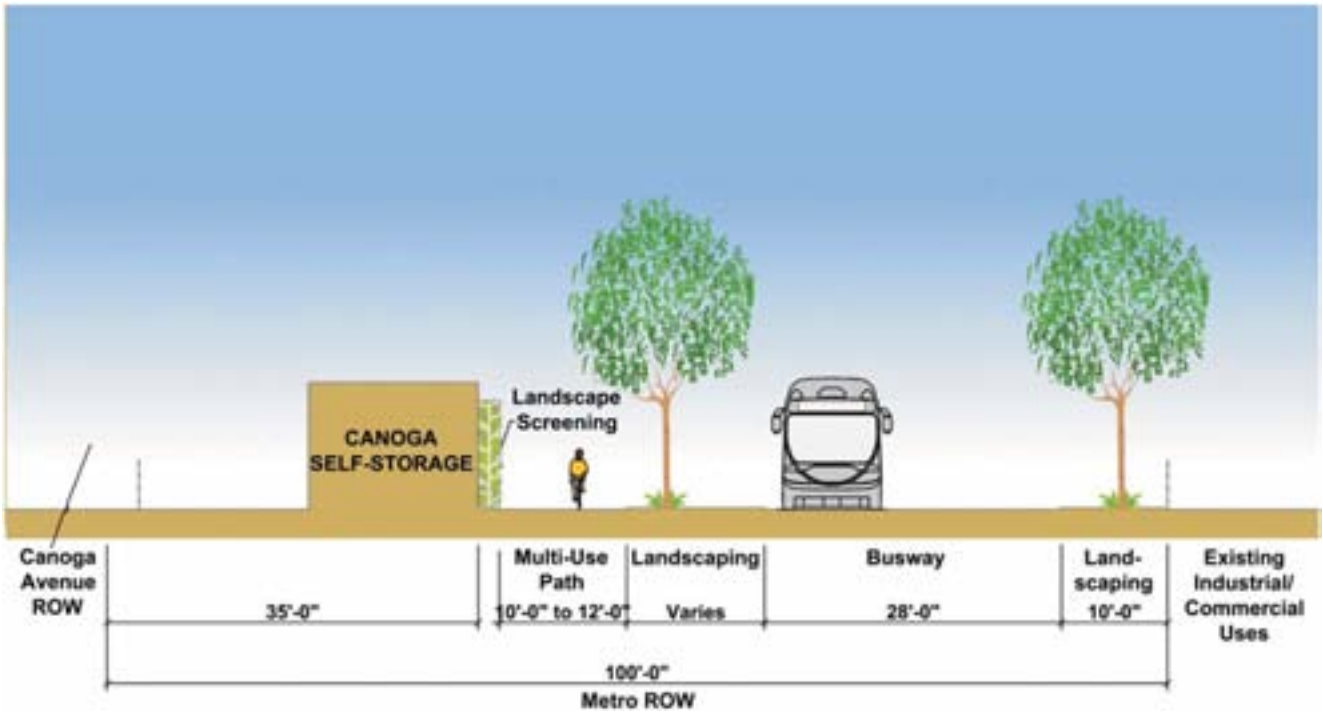 Landscape
Screening
CANOGA
SELF-STORAGE
Canoga
Avenue
ROW
Multi-Use
Path
Landscaping
Busway
Land-
scaping
Existing
Industrial/
Commercial
Uses
35'-0"
10'-0" to 12'-0"
Varies
28'-0"
10'-0"
100'-0"
Metro ROW